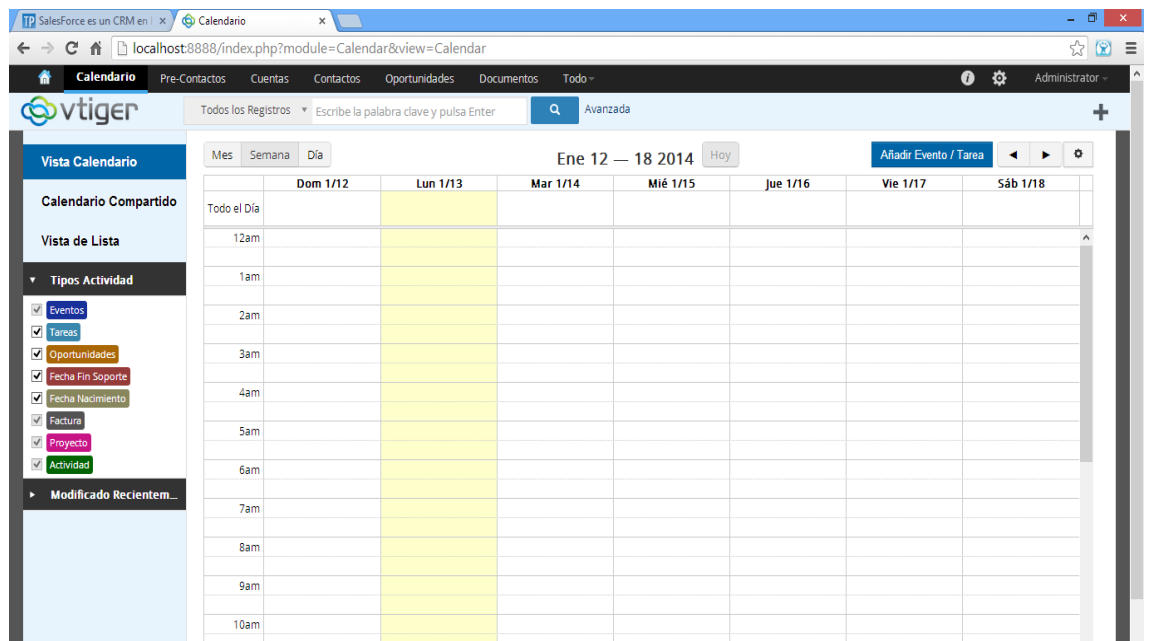 SalesForce es un CRM en l
Calendario
localhost:8888/index.php?module=Calendar&view=Calendar
Calendario Pre-Contactos Cuentas Contactos Oportunidades Documentos Todo Administrator
vtiger Todos los Registros Escribe la palabra clave y pulsa Enter Avanzada
Vista Calendario
Calendario Compartido
Vista de Lista
Tipos Actividad
Eventos
Tareas
Oportunidades
Fecha Fin Soporte
Fecha Nacimiento
Factura
Proyecto
Actividad
Modificado Recientem...
Mes Semana Día Ene 12 — 18 2014 Hoy Añadir Evento / Tarea
Dom 1/12 Lun 1/13 Mar 1/14 Mié 1/15 Jue 1/16 Vie 1/17 Sáb 1/18
Todo el Día
12am
1am
2am
3am
4am
5am
6am
7am
8am
9am
10am